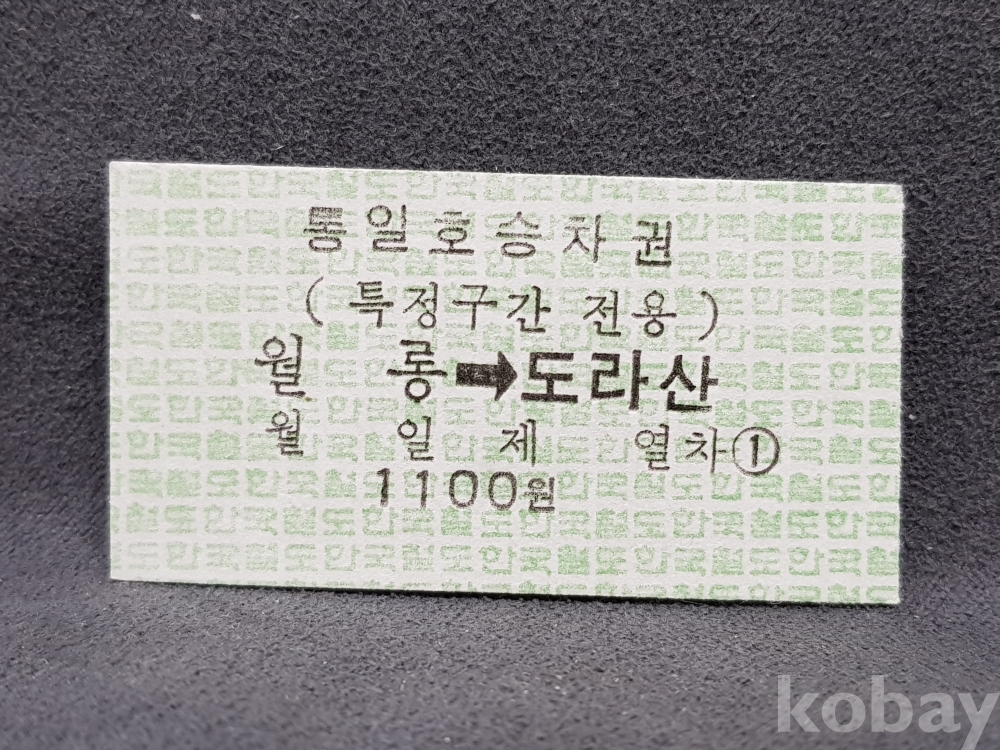 통일호승차권
( 특정구간 전용 )
월 롱➡도라산
월 일 제 열차①
1100원
kobay